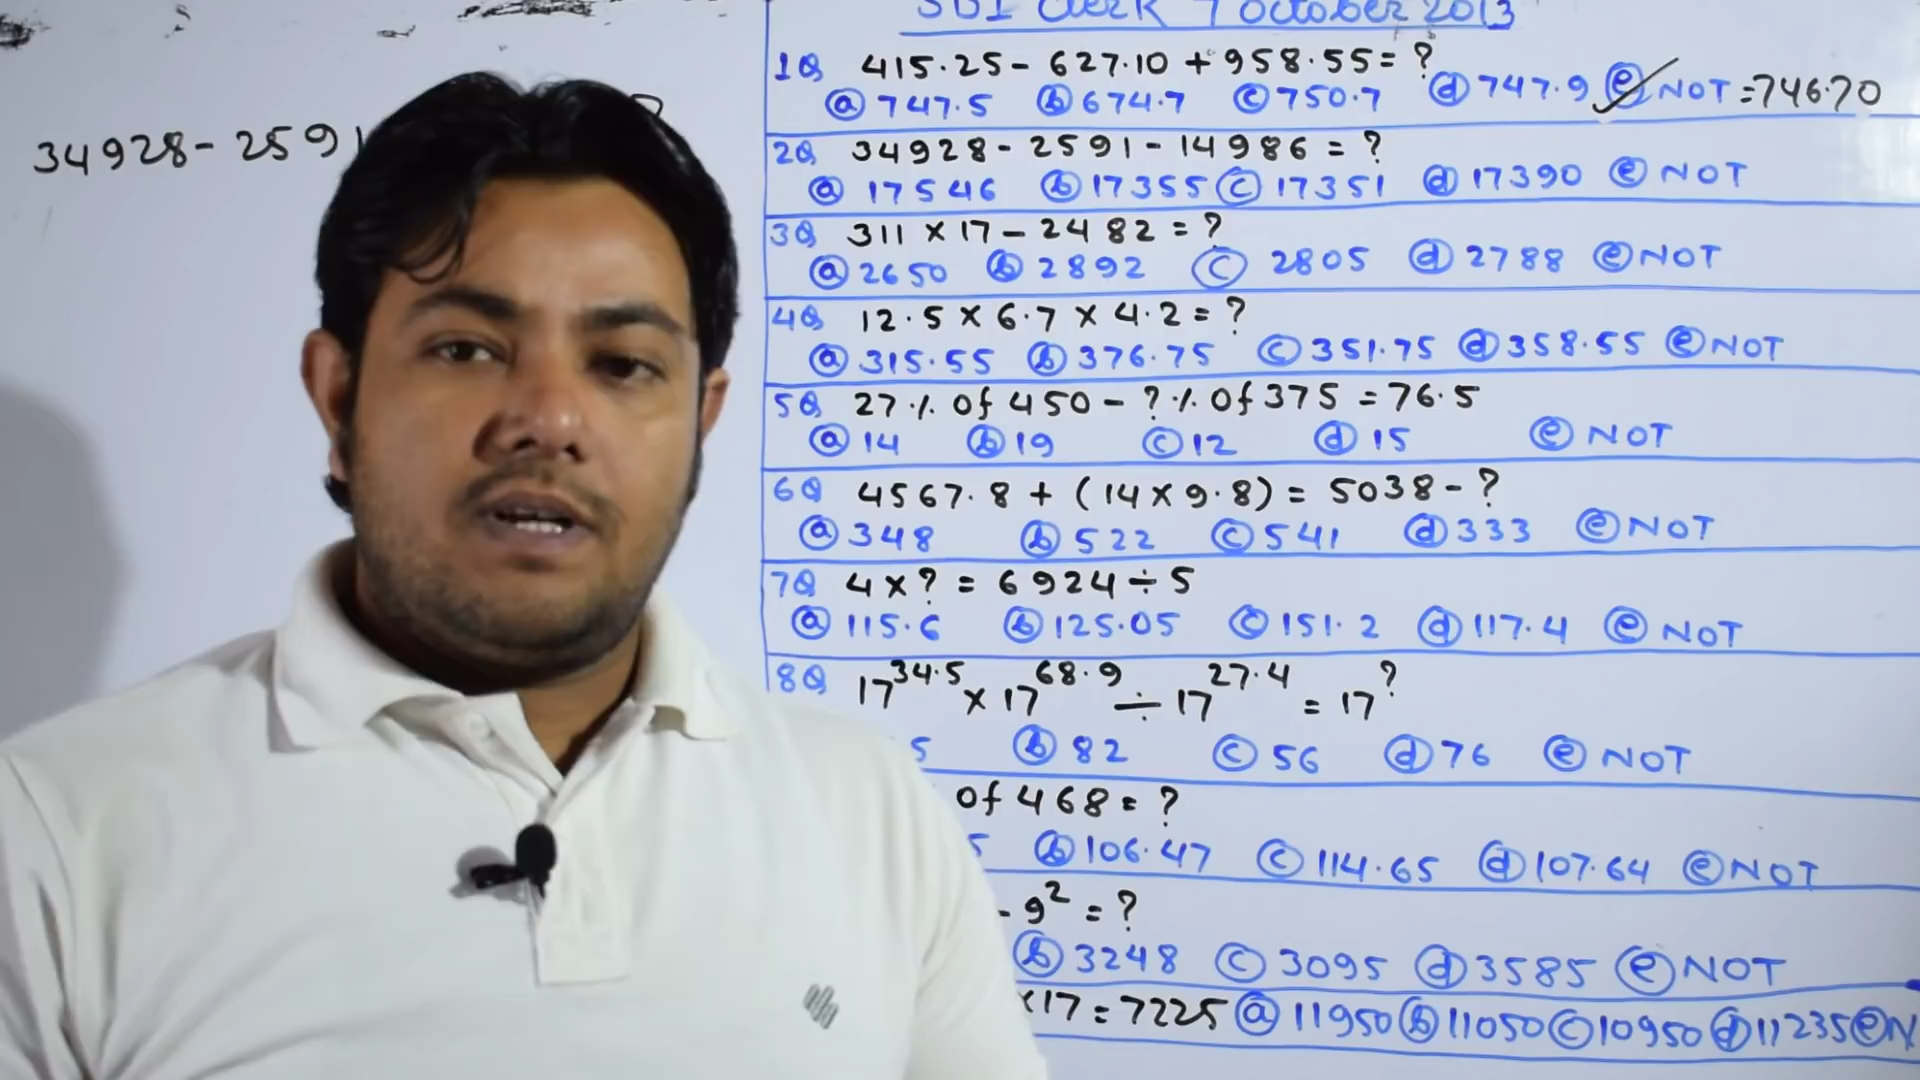 SBI Clerk 7 October 2013
34928 - 2591 ?
1Q 415.25 - 627.10 + 958.55 = ?
ⓐ 747.5 ⓑ 674.7 ⓒ 750.7 ⓓ 747.9 ⓔ NOT = 746.70
2Q 34928 - 2591 - 14986 = ?
ⓐ 17546 ⓑ 17355 ⓒ 17351 ⓓ 17390 ⓔ NOT
3Q 311 × 17 - 2482 = ?
ⓐ 2650 ⓑ 2892 ⓒ 2805 ⓓ 2788 ⓔ NOT
4Q 12.5 × 6.7 × 4.2 = ?
ⓐ 315.55 ⓑ 376.75 ⓒ 351.75 ⓓ 358.55 ⓔ NOT
5Q 27 % of 450 - ? % of 375 = 76.5
ⓐ 14 ⓑ 19 ⓒ 12 ⓓ 15 ⓔ NOT
6Q 4567.8 + (14 × 9.8) = 5038 - ?
ⓐ 348 ⓑ 522 ⓒ 541 ⓓ 333 ⓔ NOT
7Q 4 × ? = 6924 ÷ 5
ⓐ 115.6 ⓑ 125.05 ⓒ 151.2 ⓓ 117.4 ⓔ NOT
8Q 17^34.5 × 17^68.9 ÷ 17^27.4 = 17^?
5 ⓑ 82 ⓒ 56 ⓓ 76 ⓔ NOT
of 468 = ?
5 ⓑ 106.47 ⓒ 114.65 ⓓ 107.64 ⓔ NOT
- 9² = ?
ⓑ 3248 ⓒ 3095 ⓓ 3585 ⓔ NOT
×17 = 7225 ⓐ 11950 ⓑ 11050 ⓒ 10950 ⓓ 11235 ⓔ N